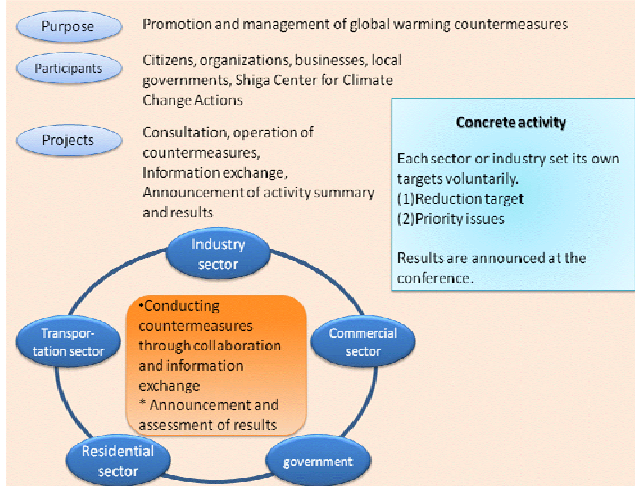 Purpose
Promotion and management of global warming countermeasures
Participants
Citizens, organizations, businesses, local
governments, Shiga Center for Climate
Change Actions
Projects
Consultation, operation of
countermeasures,
Information exchange,
Announcement of activity summary
and results
Concrete activity
Each sector or industry set its own
targets voluntarily.
(1)Reduction target
(2)Priority issues
Results are announced at the
conference.
Industry
sector
Transpor-
tation sector
•Conducting
countermeasures
through collaboration
and information
exchange
* Announcement and
assessment of results
Commercial
sector
Residential
sector
government